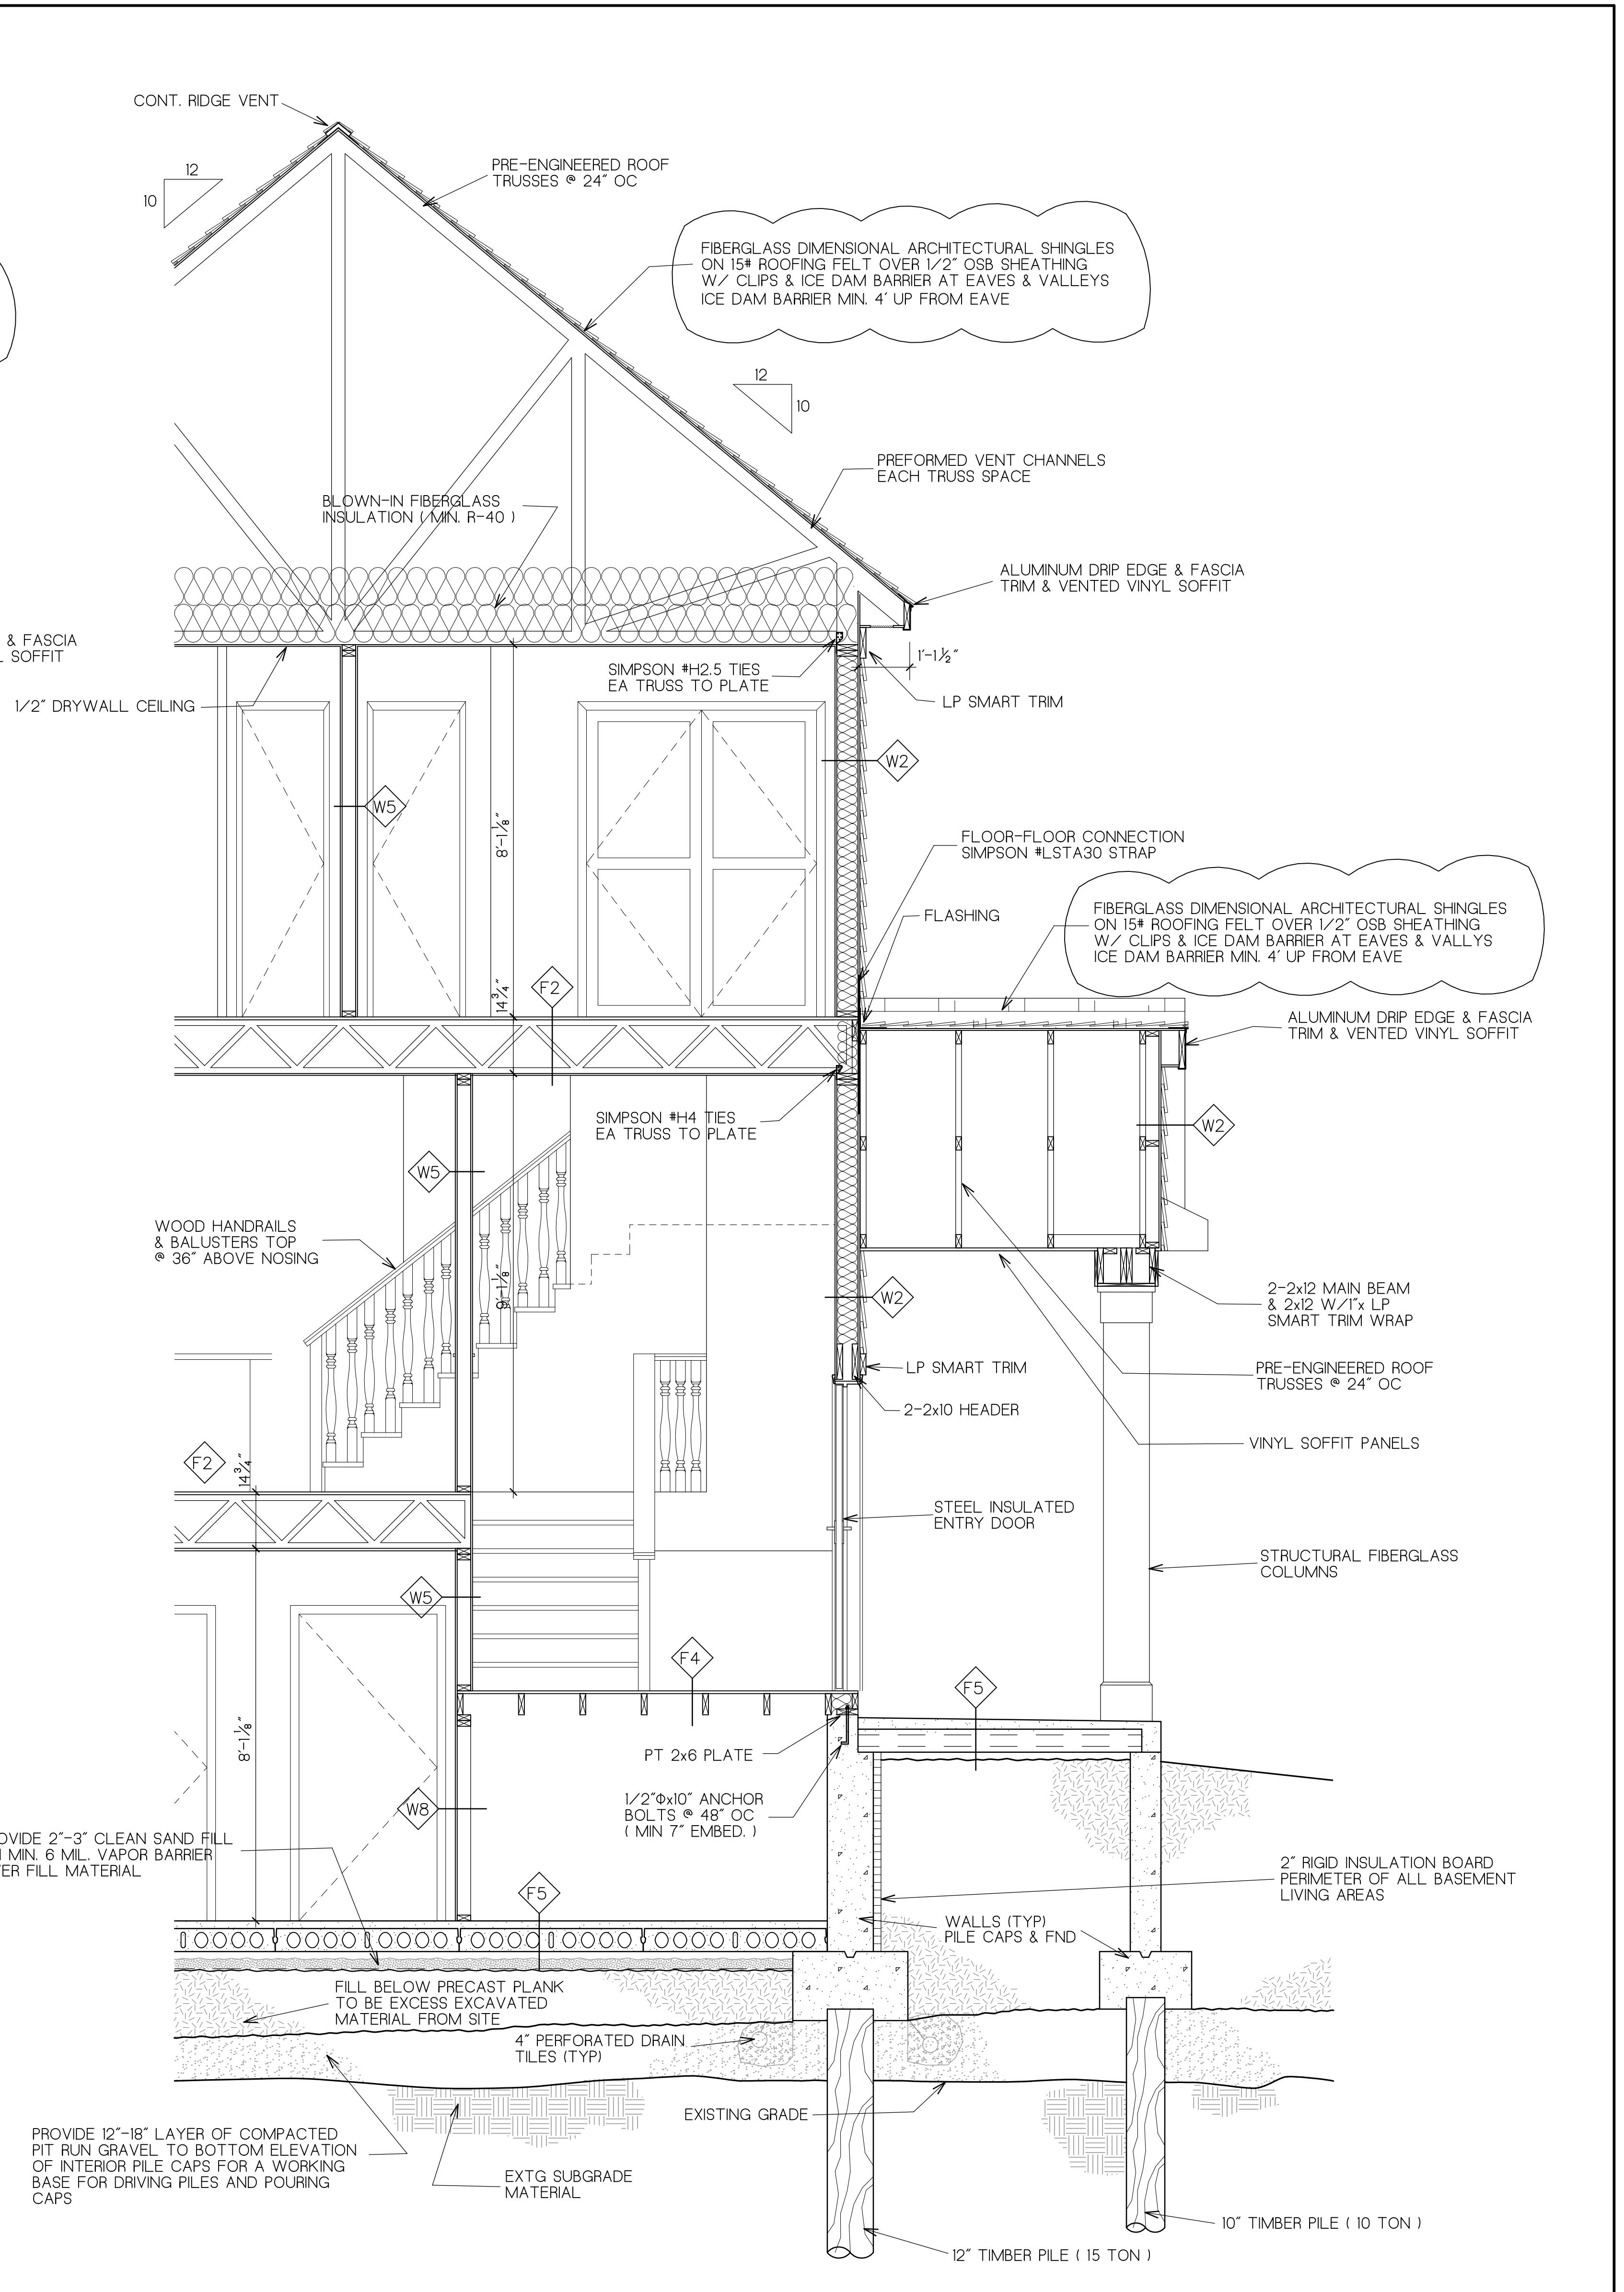 CONT. RIDGE VENT
12
10
PRE-ENGINEERED ROOF
TRUSSES @ 24" OC
FIBERGLASS DIMENSIONAL ARCHITECTURAL SHINGLES
ON 15# ROOFING FELT OVER 1/2" OSB SHEATHING
W/ CLIPS & ICE DAM BARRIER AT EAVES & VALLEYS
ICE DAM BARRIER MIN. 4' UP FROM EAVE
12
10
PREFORMED VENT CHANNELS
EACH TRUSS SPACE
BLOWN-IN FIBERGLASS
INSULATION ( MIN. R-40 )
ALUMINUM DRIP EDGE & FASCIA
TRIM & VENTED VINYL SOFFIT
& FASCIA
SOFFIT
1/2" DRYWALL CEILING
SIMPSON #H2.5 TIES
EA TRUSS TO PLATE
1'-1½"
LP SMART TRIM
W2
W5
8'-1⅛"
FLOOR-FLOOR CONNECTION
SIMPSON #LSTA30 STRAP
FLASHING
FIBERGLASS DIMENSIONAL ARCHITECTURAL SHINGLES
ON 15# ROOFING FELT OVER 1/2" OSB SHEATHING
W/ CLIPS & ICE DAM BARRIER AT EAVES & VALLYS
ICE DAM BARRIER MIN. 4' UP FROM EAVE
14¾"
F2
ALUMINUM DRIP EDGE & FASCIA
TRIM & VENTED VINYL SOFFIT
SIMPSON #H4 TIES
EA TRUSS TO PLATE
W2
W5
WOOD HANDRAILS
& BALUSTERS TOP
@ 36" ABOVE NOSING
9'-1⅛"
W2
2-2x12 MAIN BEAM
& 2x12 W/1"x LP
SMART TRIM WRAP
LP SMART TRIM
PRE-ENGINEERED ROOF
TRUSSES @ 24" OC
2-2x10 HEADER
VINYL SOFFIT PANELS
F2
14¾"
STEEL INSULATED
ENTRY DOOR
STRUCTURAL FIBERGLASS
COLUMNS
W5
F4
F5
8'-1⅛"
PT 2x6 PLATE
1/2"Φx10" ANCHOR
BOLTS @ 48" OC
( MIN 7" EMBED. )
W8
OVIDE 2"-3" CLEAN SAND FILL
MIN. 6 MIL. VAPOR BARRIER
ER FILL MATERIAL
2" RIGID INSULATION BOARD
PERIMETER OF ALL BASEMENT
LIVING AREAS
F5
WALLS (TYP)
PILE CAPS & FND
FILL BELOW PRECAST PLANK
TO BE EXCESS EXCAVATED
MATERIAL FROM SITE
4" PERFORATED DRAIN
TILES (TYP)
EXISTING GRADE
PROVIDE 12"-18" LAYER OF COMPACTED
PIT RUN GRAVEL TO BOTTOM ELEVATION
OF INTERIOR PILE CAPS FOR A WORKING
BASE FOR DRIVING PILES AND POURING
CAPS
EXTG SUBGRADE
MATERIAL
10" TIMBER PILE ( 10 TON )
12" TIMBER PILE ( 15 TON )